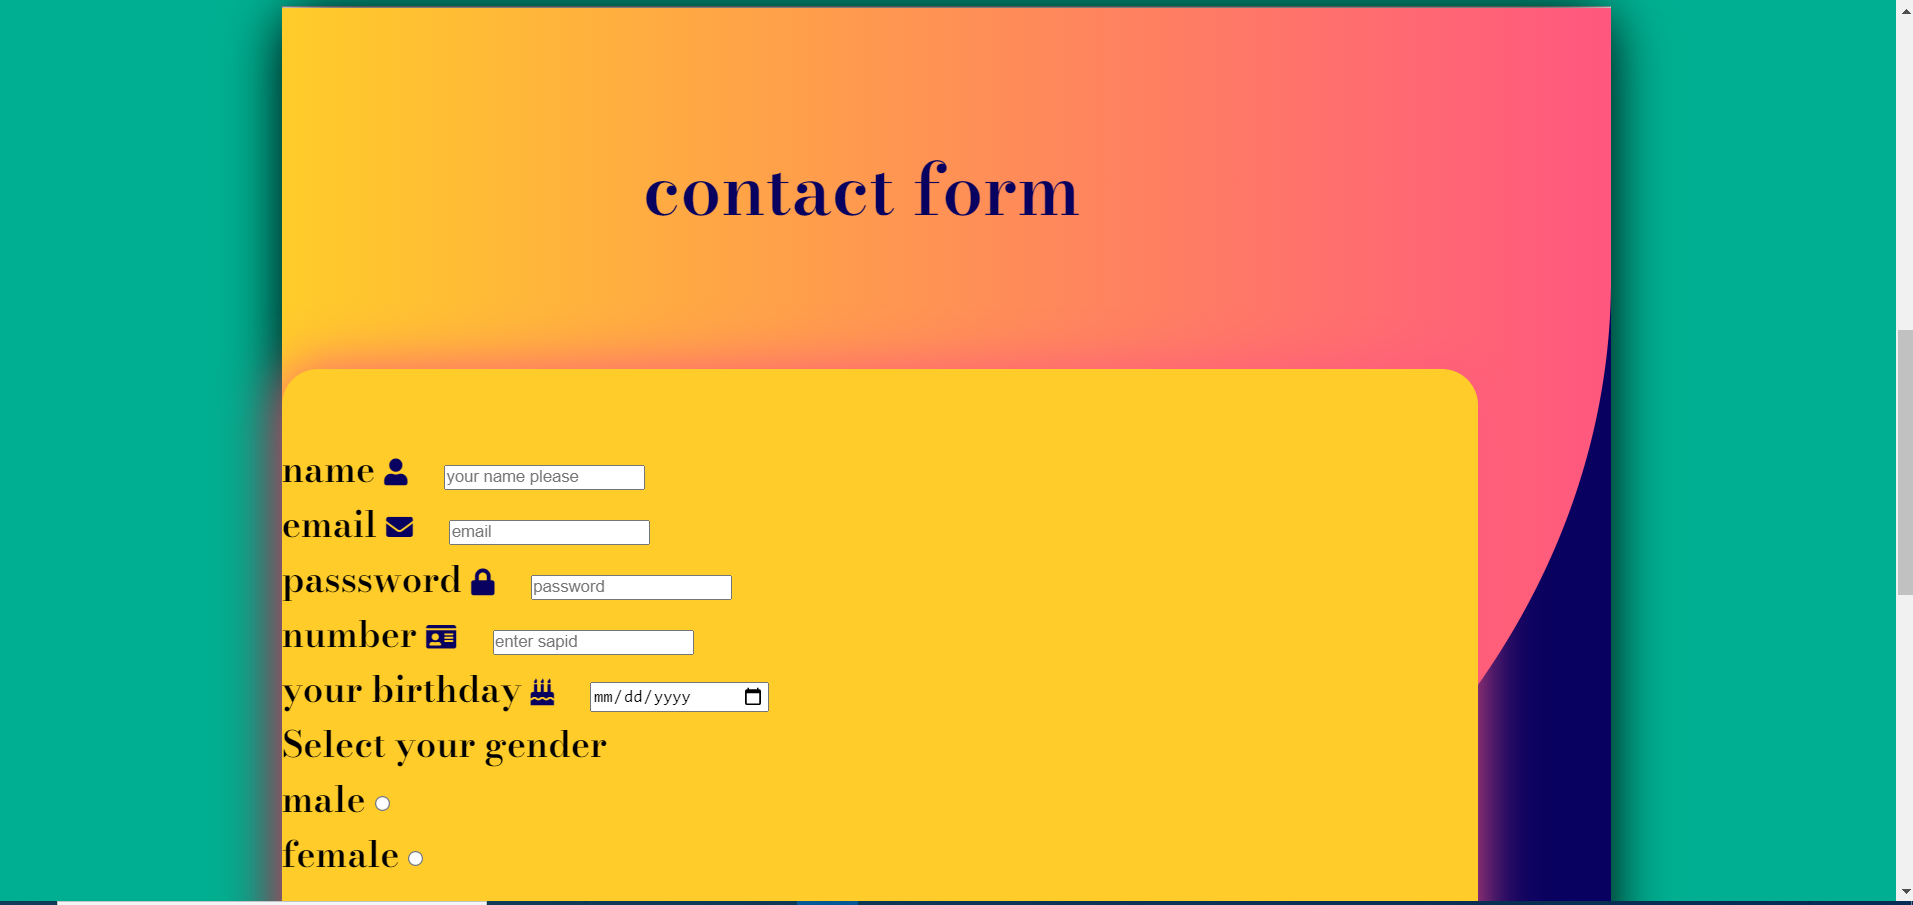 contact form
name your name please
email email
passsword password
number enter sapid
your birthday mm/dd/yyyy
Select your gender
male
female